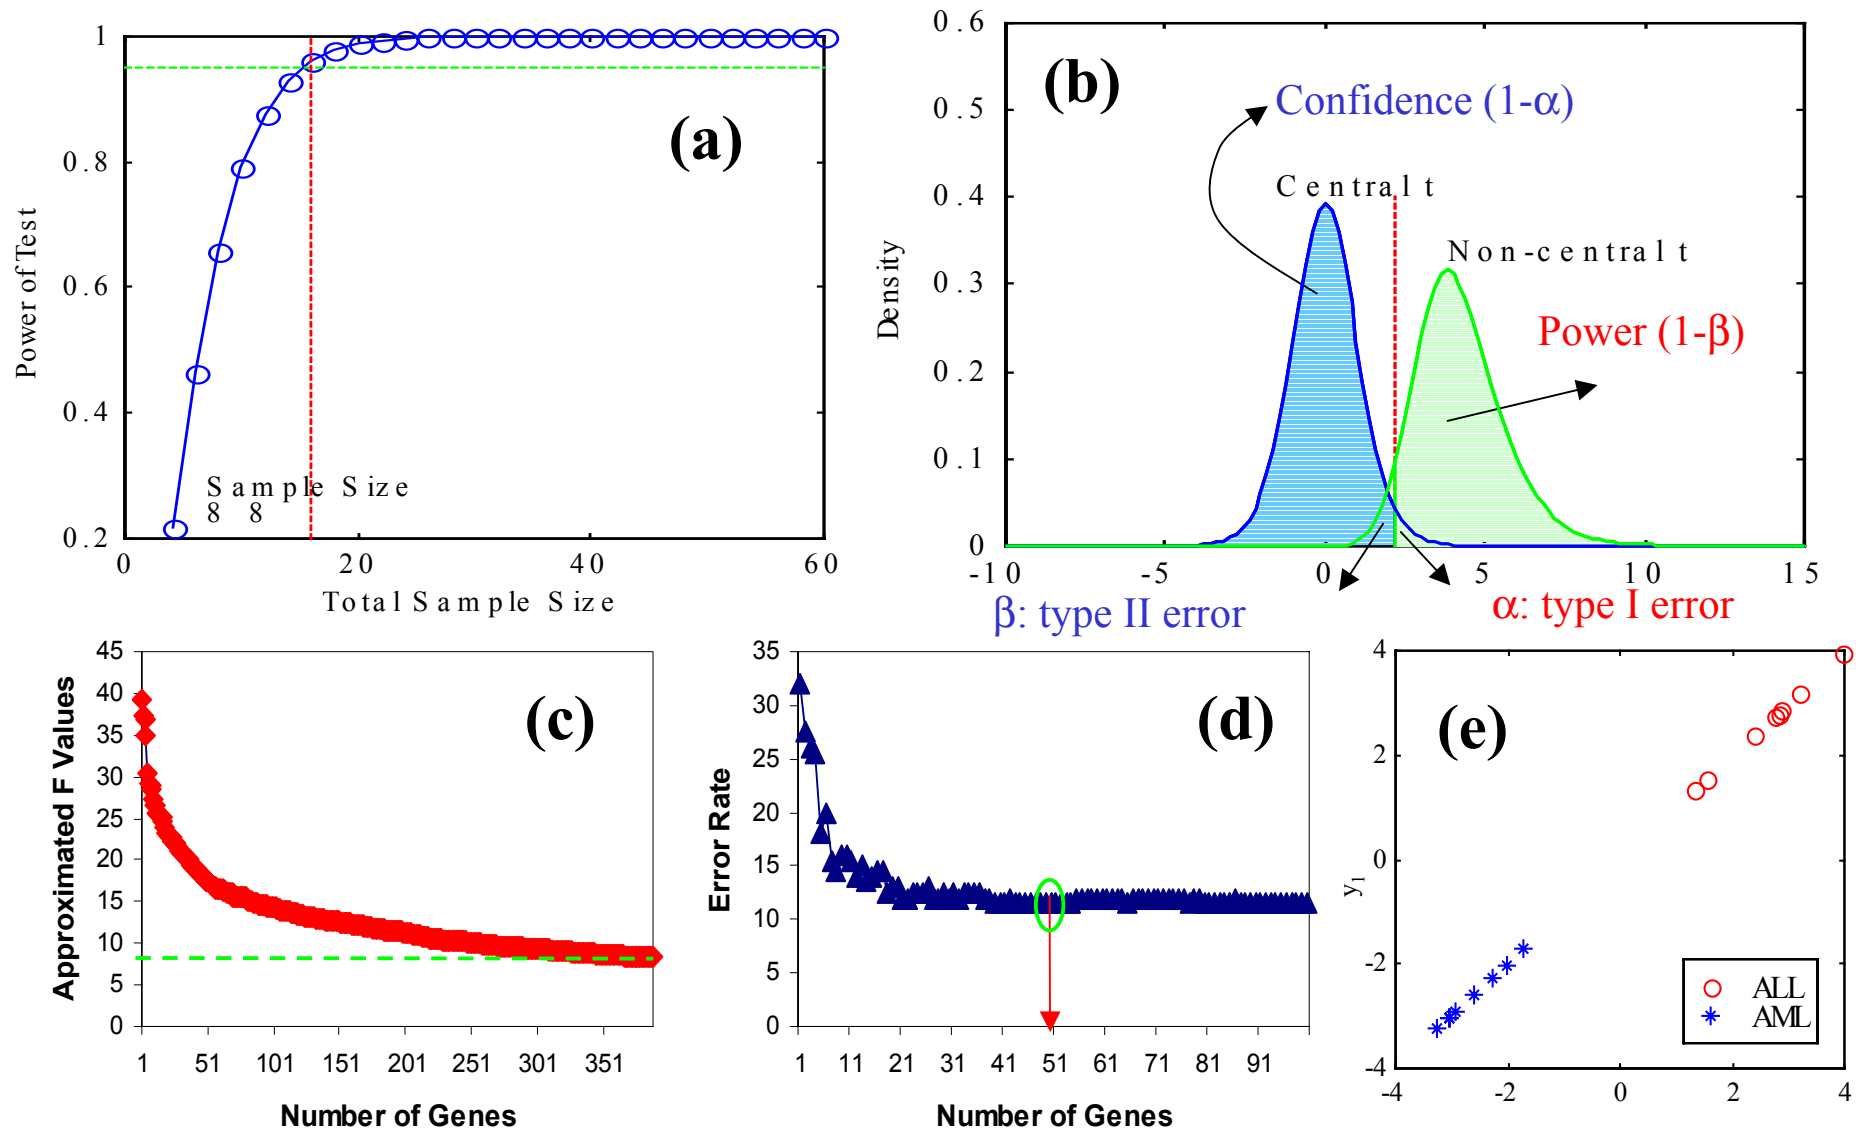 (a)
1
0.8
0.6
0.4
0.2
Power of Test
Sample Size
8 8
0 20 40 60
Total Sample Size
(b)
0.6
0.5
0.4
0.3
0.2
0.1
0
Density
Confidence (1-α)
Central t
Non-central t
Power (1-β)
-10 -5 0 5 10 15
β: type II error
α: type I error
(c)
45
40
35
30
25
20
15
10
5
0
Approximated F Values
1 51 101 151 201 251 301 351
Number of Genes
(d)
35
30
25
20
15
10
5
0
Error Rate
1 11 21 31 41 51 61 71 81 91
Number of Genes
(e)
4
2
0
-2
-4
y1
ALL
AML
-4 -2 0 2 4